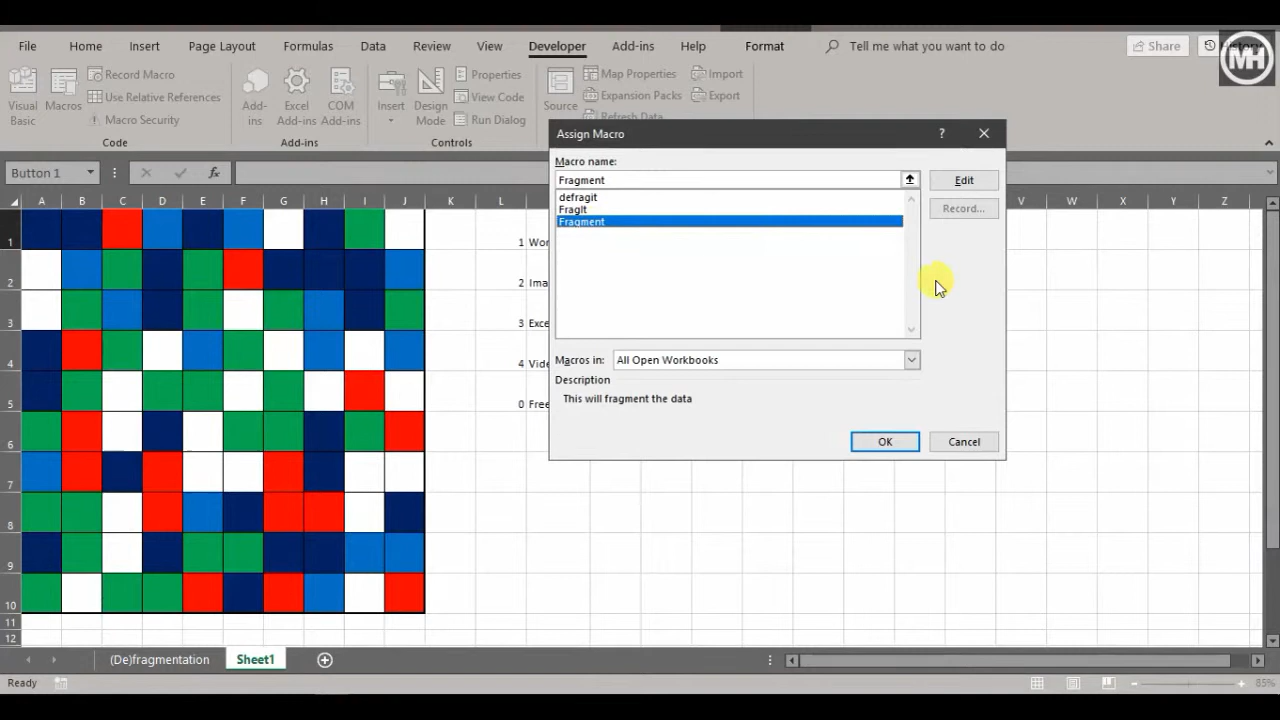 File Home Insert Page Layout Formulas Data Review View Developer Add-ins Help Format Tell me what you want to do Share
MH
Visual Basic
Macros
Record Macro
Use Relative References
Macro Security
Code
Add-ins
Excel Add-ins
COM Add-ins
Add-ins
Insert
Design Mode
Properties
View Code
Run Dialog
Controls
Source
Map Properties
Expansion Packs
Refresh Data
Import
Export
Button 1
fx
A B C D E F G H I J K L V W X Y Z
1
2
3
4
5
6
7
8
9
10
11
12
1
2
3
4
0
Assign Macro ?
Macro name:
Fragment
defragit
FragIt
Fragment
Edit
Record...
Macros in: All Open Workbooks
Description
This will fragment the data
OK Cancel
(De)fragmentation Sheet1
Ready 85%